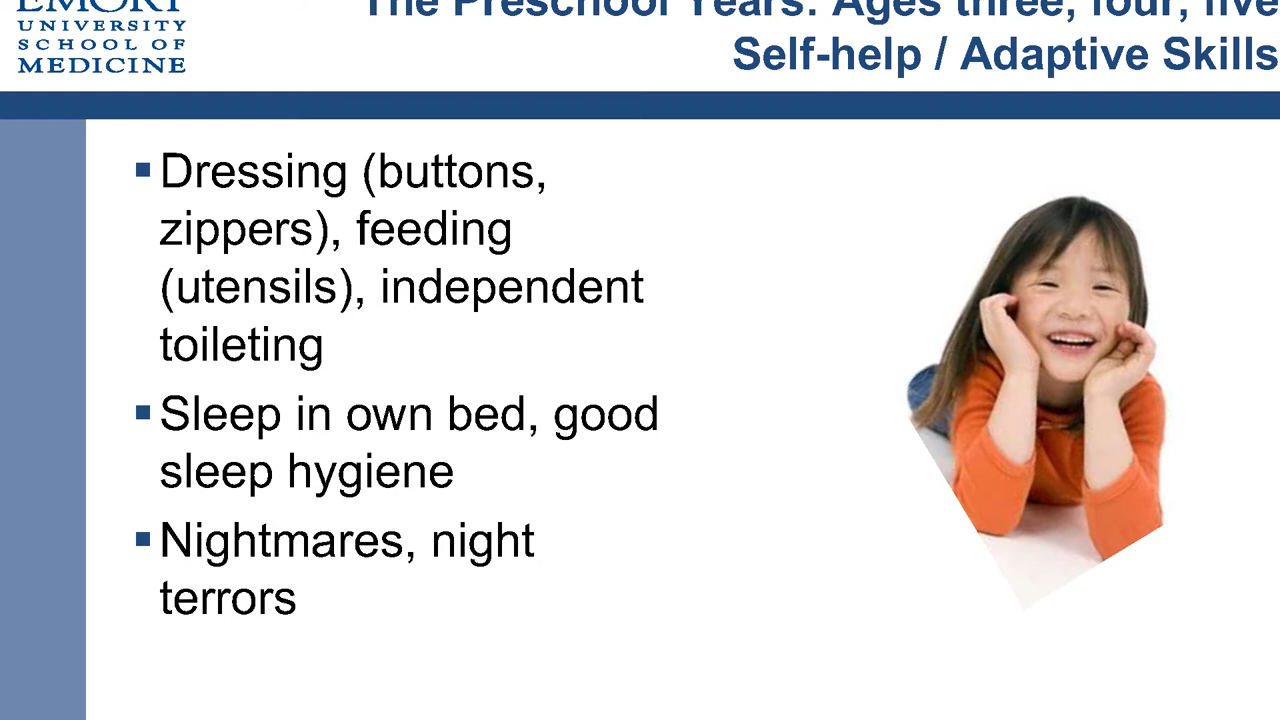 EMORY
UNIVERSITY
SCHOOL OF
MEDICINE
The Preschool Years: Ages three, four, five
Self-help / Adaptive Skills
▪Dressing (buttons,
zippers), feeding
(utensils), independent
toileting
▪Sleep in own bed, good
sleep hygiene
▪Nightmares, night
terrors